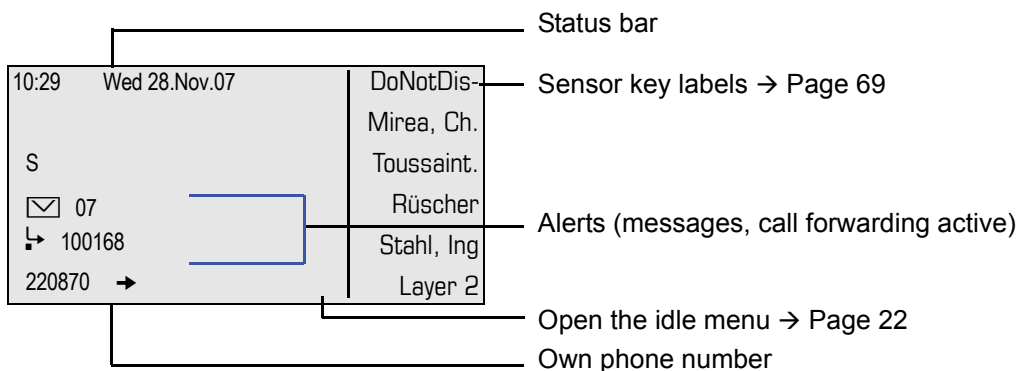 Status bar
10:29 Wed 28.Nov.07
DoNotDis-
Sensor key labels → Page 69
Mirea, Ch.
S
Toussaint.
07
Rüscher
Alerts (messages, call forwarding active)
100168
Stahl, Ing
220870 →
Layer 2
Open the idle menu → Page 22
Own phone number